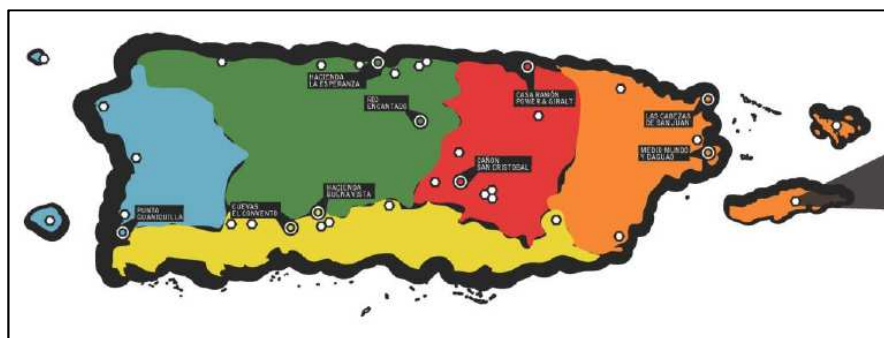 HACIENDA
LA ESPERANZA
RÍO
ENCANTADO
CASA RAMÓN
POWER & GIRALT
LAS CABEZAS
DE SAN JUAN
MEDIO MUNDO
Y DAGUAO
CAÑÓN
SAN CRISTÓBAL
HACIENDA
BUENA VISTA
CUEVAS
EL CONVENTO
PUNTA
GUANIQUILLA